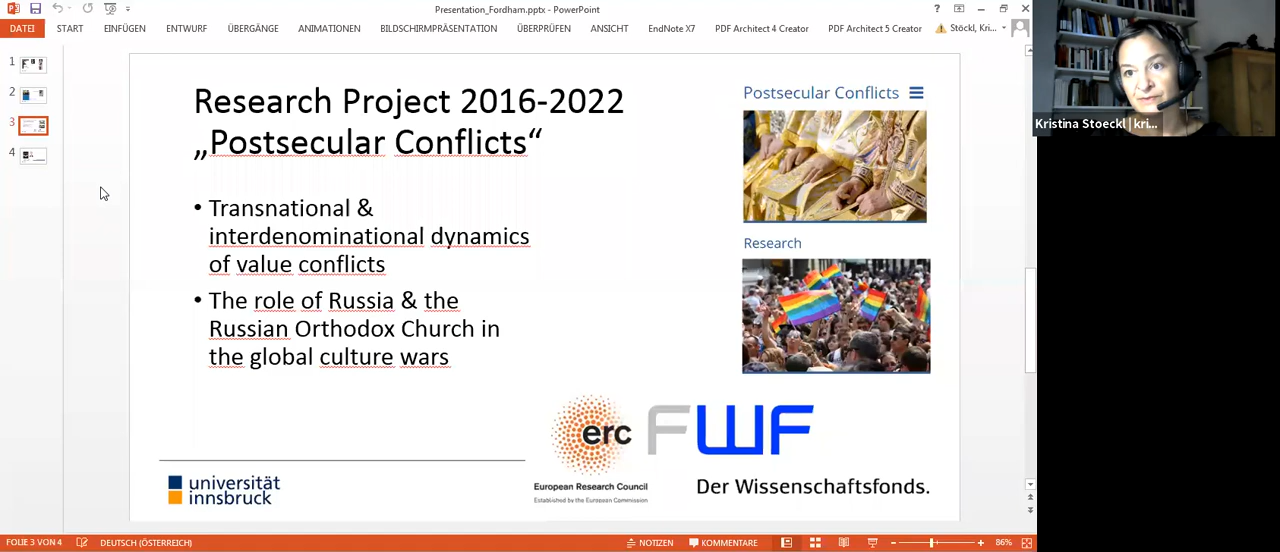 Presentation_Fordham.pptx - PowerPoint
DATEI START EINFÜGEN ENTWURF ÜBERGÄNGE ANIMATIONEN BILDSCHIRMPRÄSENTATION ÜBERPRÜFEN ANSICHT EndNote X7 PDF Architect 4 Creator PDF Architect 5 Creator Stöckl, Kri...
1
2
3
4
Research Project 2016-2022
„Postsecular Conflicts“
• Transnational &
interdenominational dynamics
of value conflicts
• The role of Russia & the
Russian Orthodox Church in
the global culture wars
Postsecular Conflicts
Research
erc
European Research Council
Established by the European Commission
FWF
Der Wissenschaftsfonds.
universität
innsbruck
Kristina Stoeckl | kri...
FOLIE 3 VON 4 DEUTSCH (ÖSTERREICH) NOTIZEN KOMMENTARE 86%